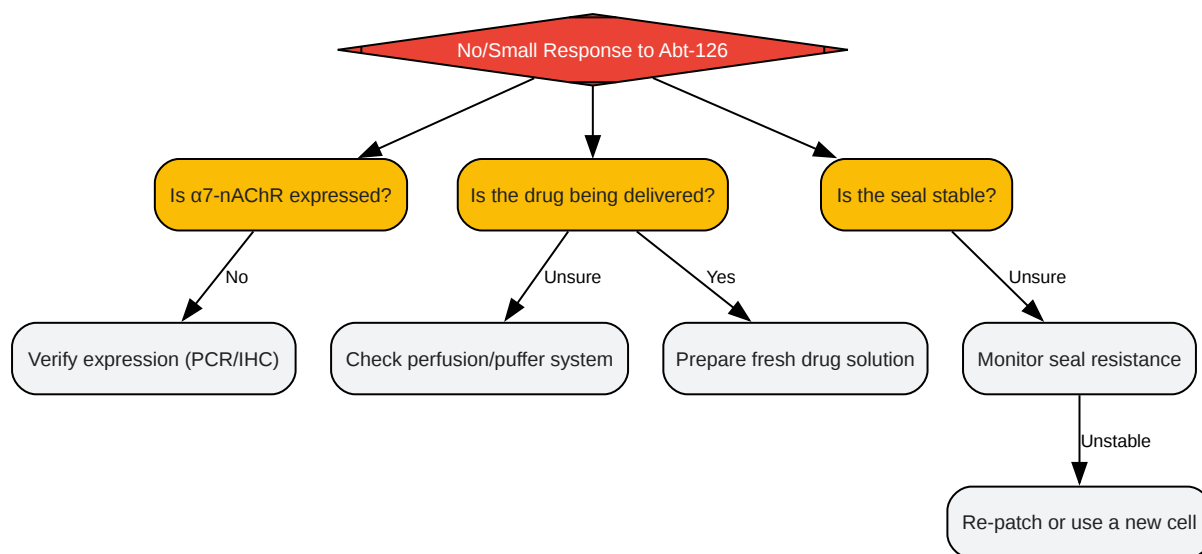 No/Small Response to Abt-126
Is α7-nAChR expressed?
Is the drug being delivered?
Is the seal stable?
No
Unsure
Yes
Unsure
Verify expression (PCR/IHC)
Check perfusion/puffer system
Prepare fresh drug solution
Monitor seal resistance
Unstable
Re-patch or use a new cell